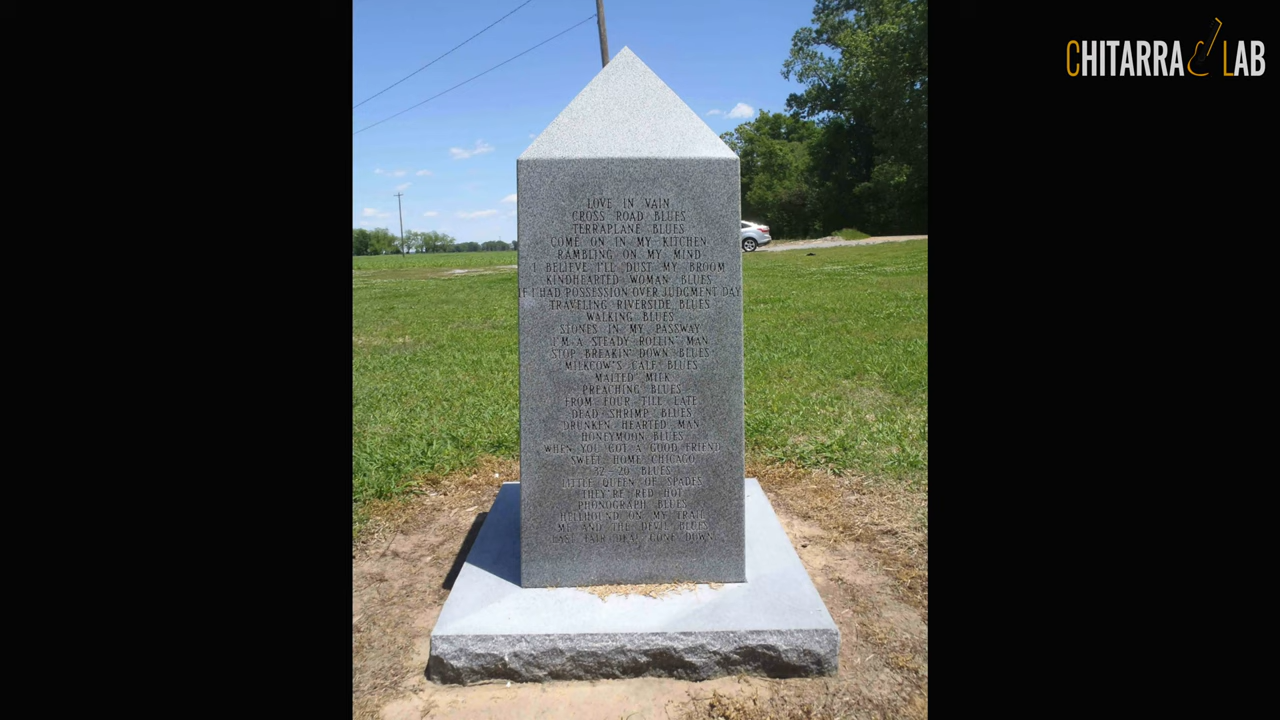 CHITARRA LAB
LOVE IN VAIN
CROSS ROAD BLUES
TERRAPLANE BLUES
COME ON IN MY KITCHEN
RAMBLING ON MY MIND
I BELIEVE I'LL DUST MY BROOM
KINDHEARTED WOMAN BLUES
IF I HAD POSSESSION OVER JUDGMENT DAY
TRAVELING RIVERSIDE BLUES
WALKING BLUES
STONES IN MY PASSWAY
I'M A STEADY ROLLIN' MAN
STOP BREAKIN' DOWN BLUES
MILKCOW'S CALF BLUES
MALTED MILK
PREACHING BLUES
FROM FOUR TILL LATE
DEAD SHRIMP BLUES
DRUNKEN HEARTED MAN
HONEYMOON BLUES
WHEN YOU GOT A GOOD FRIEND
SWEET HOME CHICAGO
32-20 BLUES
LITTLE QUEEN OF SPADES
THEY'RE RED HOT
PHONOGRAPH BLUES
HELLHOUND ON MY TRAIL
ME AND THE DEVIL BLUES
LAST FAIR DEAL GONE DOWN